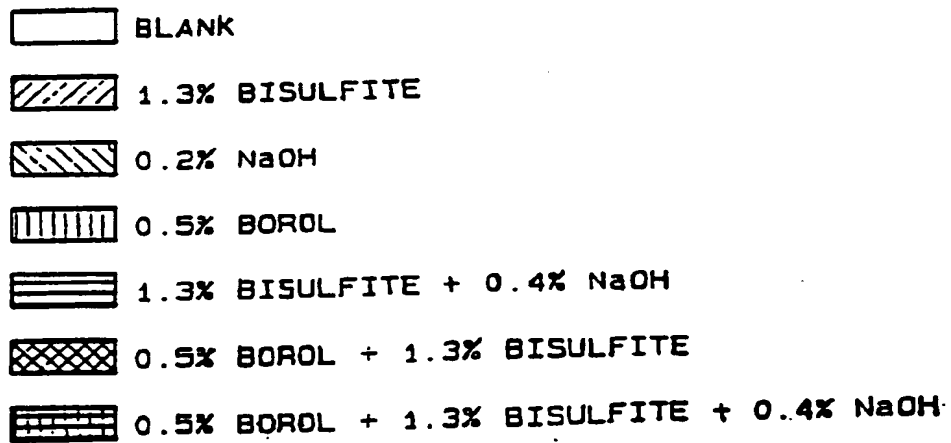 BLANK
1.3% BISULFITE
0.2% NaOH
0.5% BOROL
1.3% BISULFITE + 0.4% NaOH
0.5% BOROL + 1.3% BISULFITE
0.5% BOROL + 1.3% BISULFITE + 0.4% NaOH